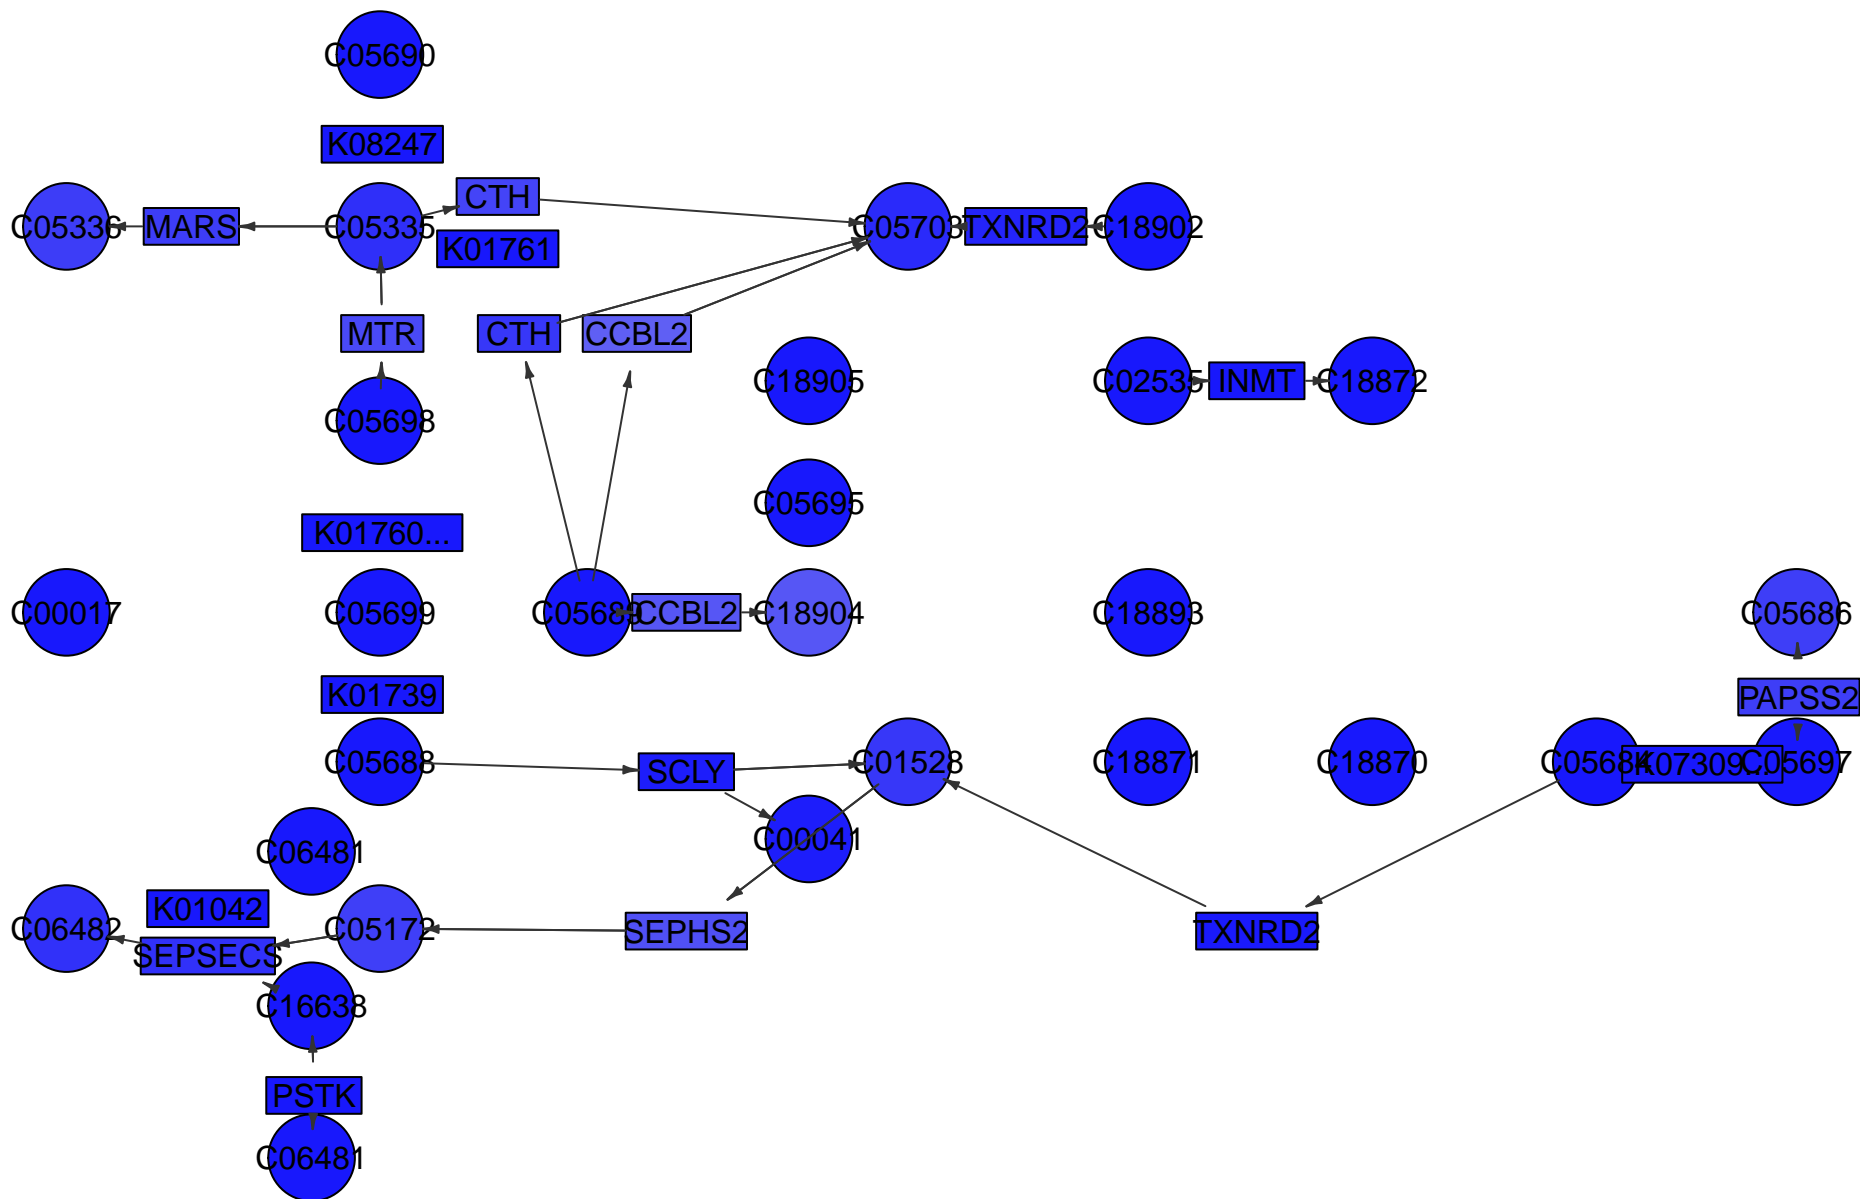 C05690
K08247
CTH
C05336
MARS
C05335
C05703
TXNRD2
C18902
K01761
MTR
CTH
CCBL2
C18905
C02535
INMT
C18872
C05698
C05695
K01760...
C00017
C05699
C05689
CCBL2
C18904
C18893
C05686
K01739
PAPSS2
C05688
SCLY
C01528
C18871
C18870
C05684
K07309...
C05697
C00041
C06481
K01042
C06482
C05172
SEPHS2
TXNRD2
SEPSECS
C16638
PSTK
C06481